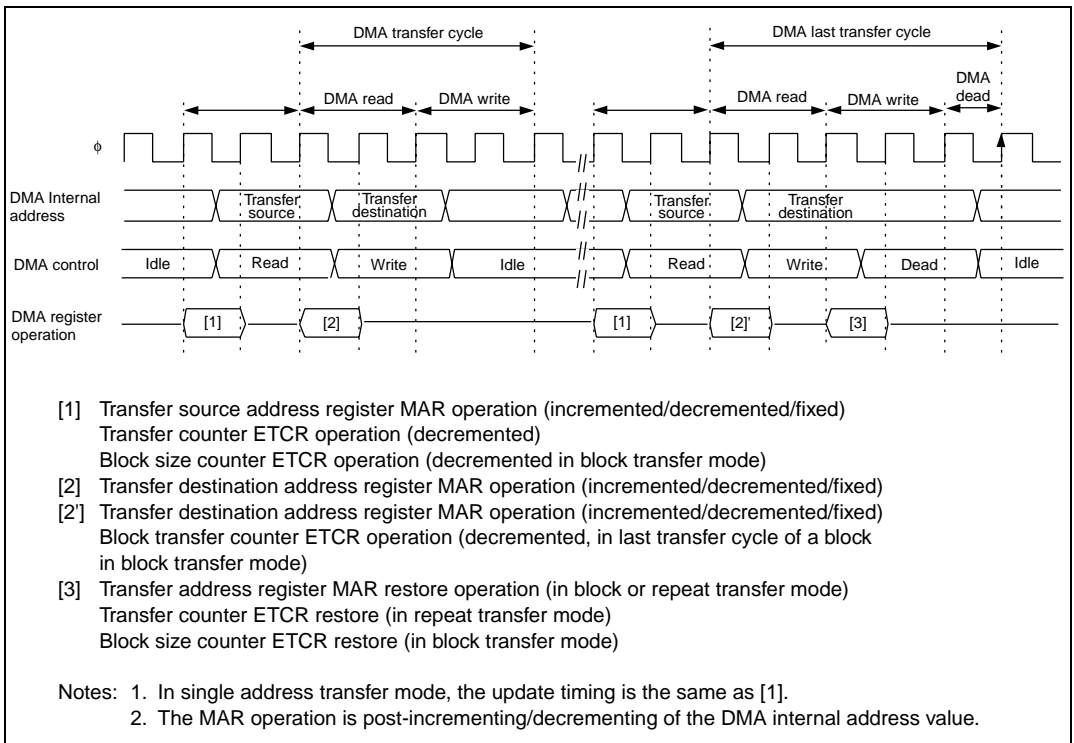 DMA transfer cycle
DMA last transfer cycle
DMA read
DMA write
DMA read
DMA write
DMA
dead
φ
DMA Internal
address
Transfer
source
Transfer
destination
Transfer
source
Transfer
destination
DMA control
Idle
Read
Write
Idle
Read
Write
Dead
Idle
DMA register
operation
[1]
[2]
[1]
[2]'
[3]
[1] Transfer source address register MAR operation (incremented/decremented/fixed)
Transfer counter ETCR operation (decremented)
Block size counter ETCR operation (decremented in block transfer mode)
[2] Transfer destination address register MAR operation (incremented/decremented/fixed)
[2'] Transfer destination address register MAR operation (incremented/decremented/fixed)
Block transfer counter ETCR operation (decremented, in last transfer cycle of a block
in block transfer mode)
[3] Transfer address register MAR restore operation (in block or repeat transfer mode)
Transfer counter ETCR restore (in repeat transfer mode)
Block size counter ETCR restore (in block transfer mode)
Notes: 1. In single address transfer mode, the update timing is the same as [1].
2. The MAR operation is post-incrementing/decrementing of the DMA internal address value.